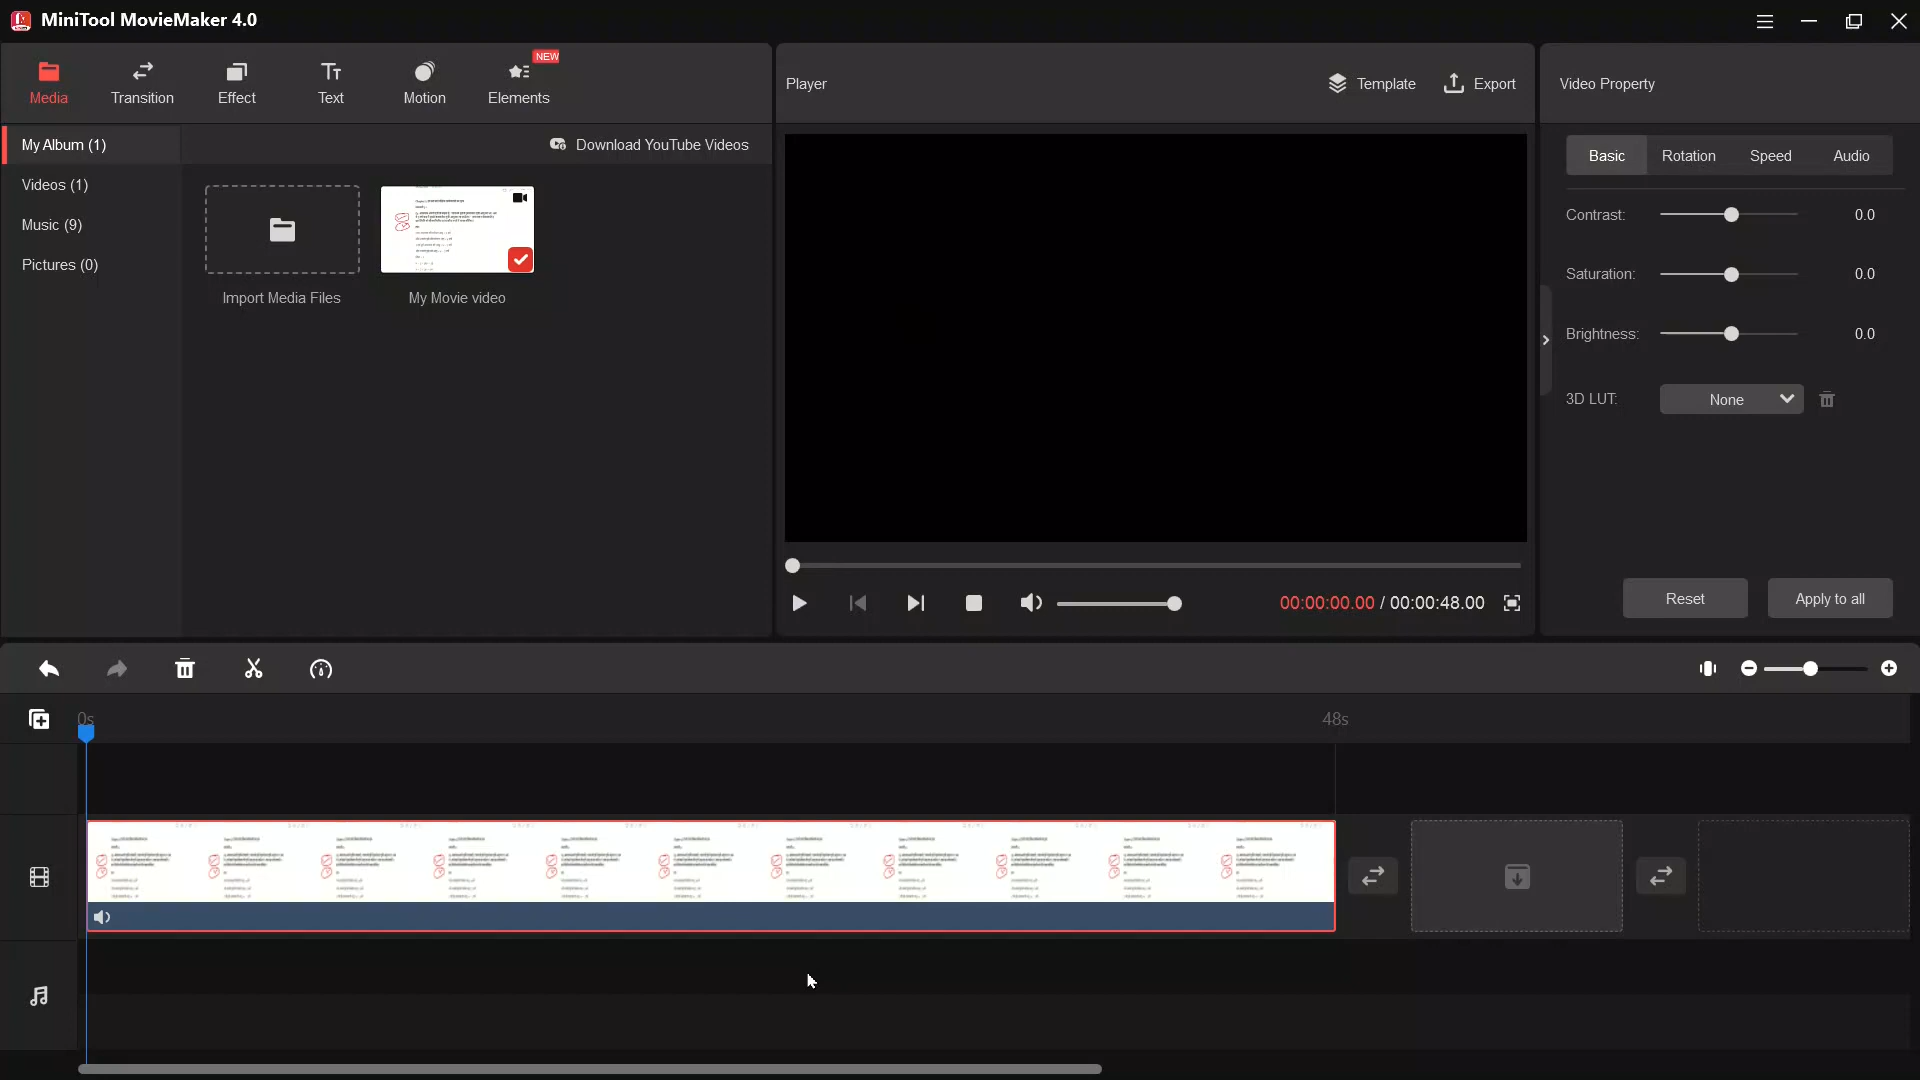 MiniTool MovieMaker 4.0
Media
Transition
Effect
Text
Motion
NEW
Elements
Player
Template
Export
Video Property
My Album (1)
Download YouTube Videos
Videos (1)
Music (9)
Pictures (0)
Import Media Files
My Movie video
Basic
Rotation
Speed
Audio
Contrast:
0.0
Saturation:
0.0
Brightness:
0.0
3D LUT:
None
Reset
Apply to all
00:00:00.00 / 00:00:48.00
0s
48s